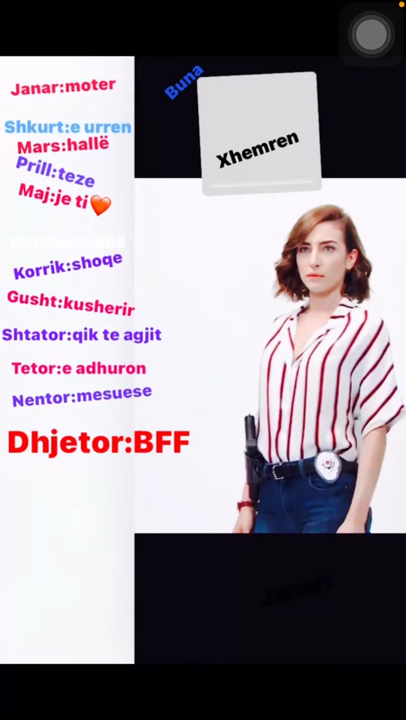 Janar:moter
Shkurt:e urren
Mars:hallë
Prill:teze
Maj:je ti❤️
Korrik:shoqe
Gusht:kusherir
Shtator:qik te agjit
Tetor:e adhuron
Nentor:mesuese
Dhjetor:BFF
Buna
Xhemren